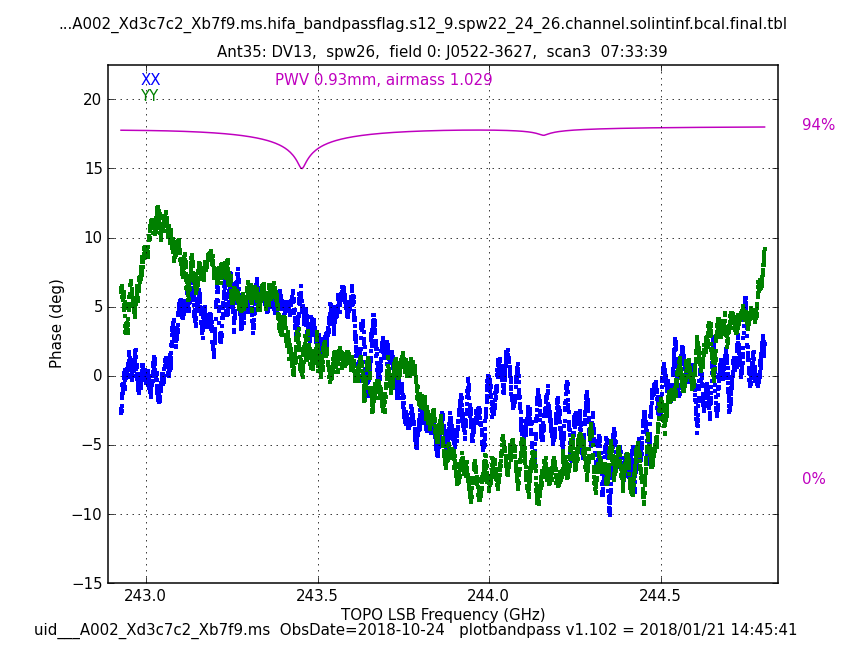 ...A002_Xd3c7c2_Xb7f9.ms.hifa_bandpassflag.s12_9.spw22_24_26.channel.solintinf.bcal.final.tbl
Ant35: DV13,  spw26,  field 0: J0522-3627,  scan3  07:33:39
XX
YY
PWV 0.93mm, airmass 1.029
94%
0%
20
15
10
5
0
−5
−10
−15
Phase (deg)
243.0
243.5
244.0
244.5
TOPO LSB Frequency (GHz)
uid___A002_Xd3c7c2_Xb7f9.ms  ObsDate=2018-10-24   plotbandpass v1.102 = 2018/01/21 14:45:41